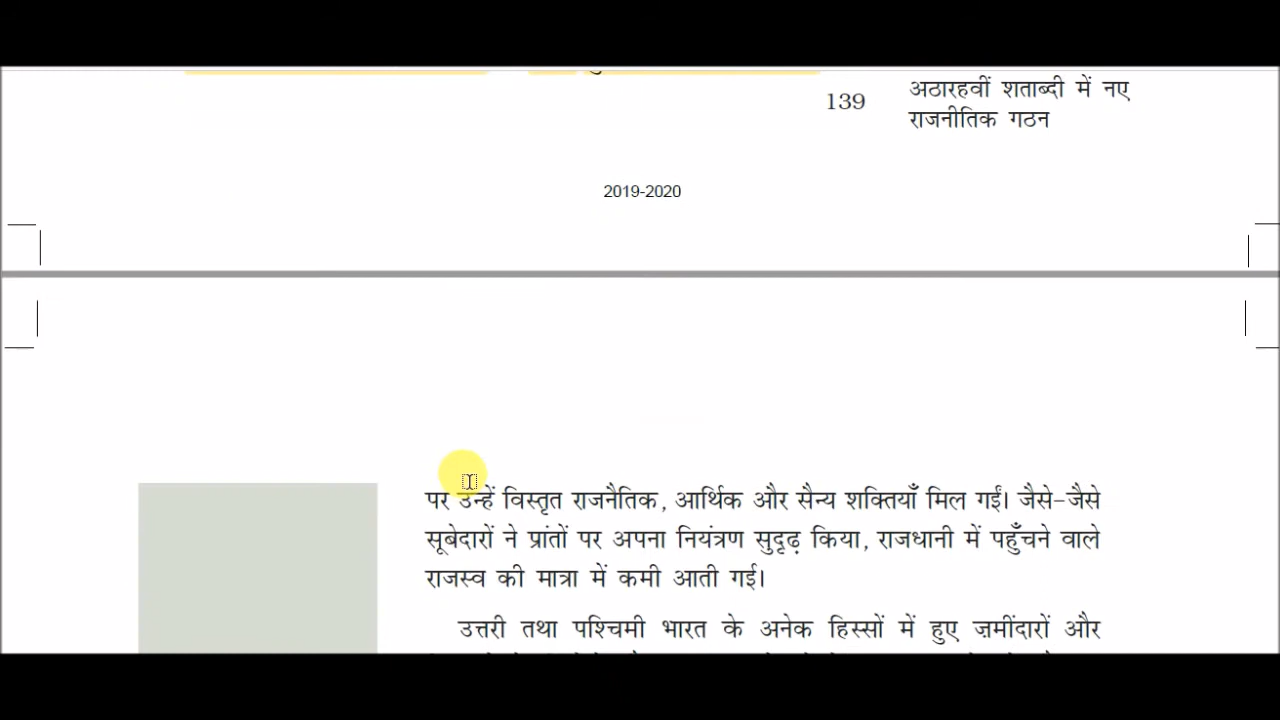 139
अठारहवीं शताब्दी में नए
राजनीतिक गठन
2019-2020
पर उन्हें विस्तृत राजनैतिक, आर्थिक और सैन्य शक्तियाँ मिल गईं। जैसे-जैसे
सूबेदारों ने प्रांतों पर अपना नियंत्रण सुदृढ़ किया, राजधानी में पहुँचने वाले
राजस्व की मात्रा में कमी आती गई।
उत्तरी तथा पश्चिमी भारत के अनेक हिस्सों में हुए ज़मींदारों और